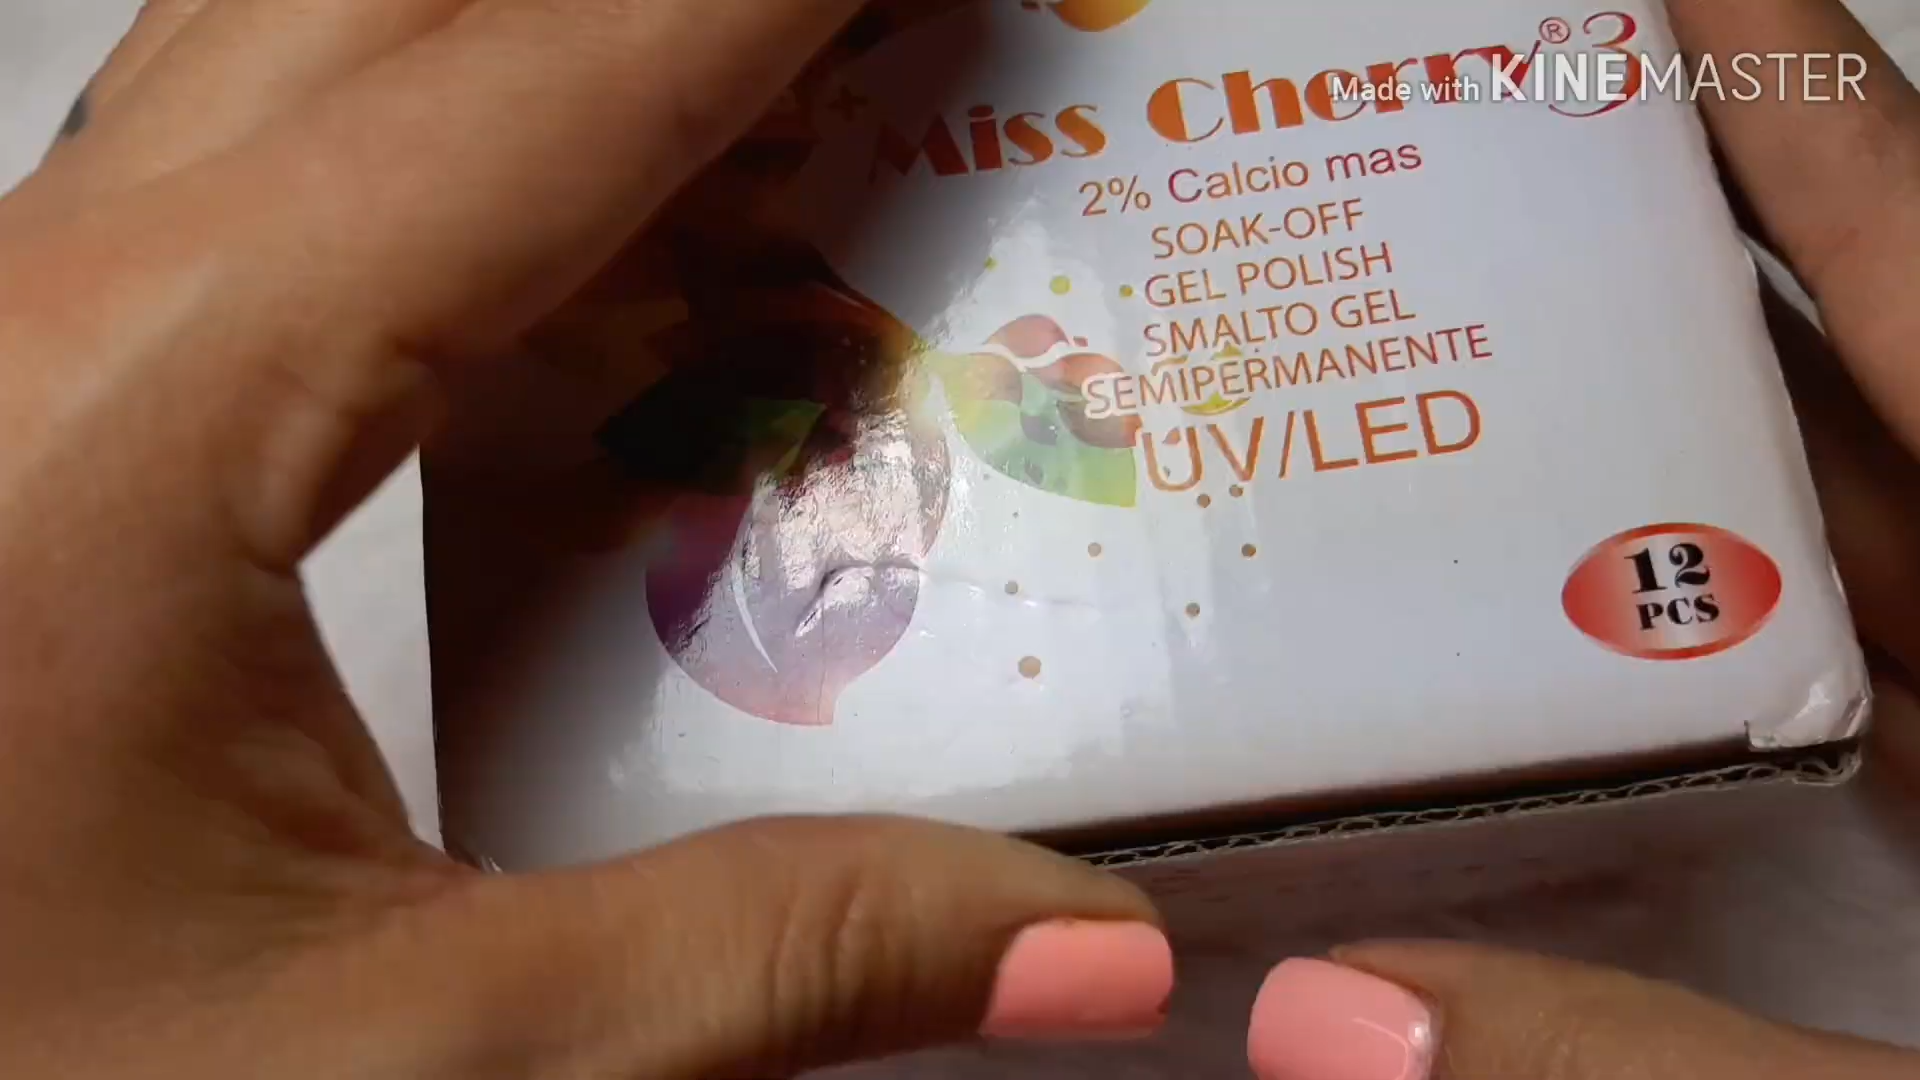 Miss Cherry®3
Made with KINEMASTER
2% Calcio mas
SOAK-OFF
GEL POLISH
SMALTO GEL
SEMIPERMANENTE
UV/LED
12
PCS